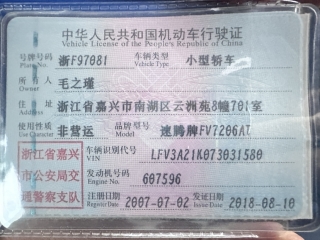 中华人民共和国机动车行驶证
Vehicle License of the People's Republic of China
号牌号码 浙F97081 车辆类型 小型轿车
Plate No. Vehicle Type
所有人 毛之瑾
Owner
住址 浙江省嘉兴市南湖区云洲苑8幢701室
Address
使用性质 非营运 品牌型号 速腾牌FV7206AT
Use Character Model
浙江省嘉兴市公安局交通警察支队
车辆识别代号 LFV3A21K073031580
VIN
发动机号码 607596
Engine No.
注册日期 2007-07-02 发证日期 2018-08-10
Register Date Issue Date